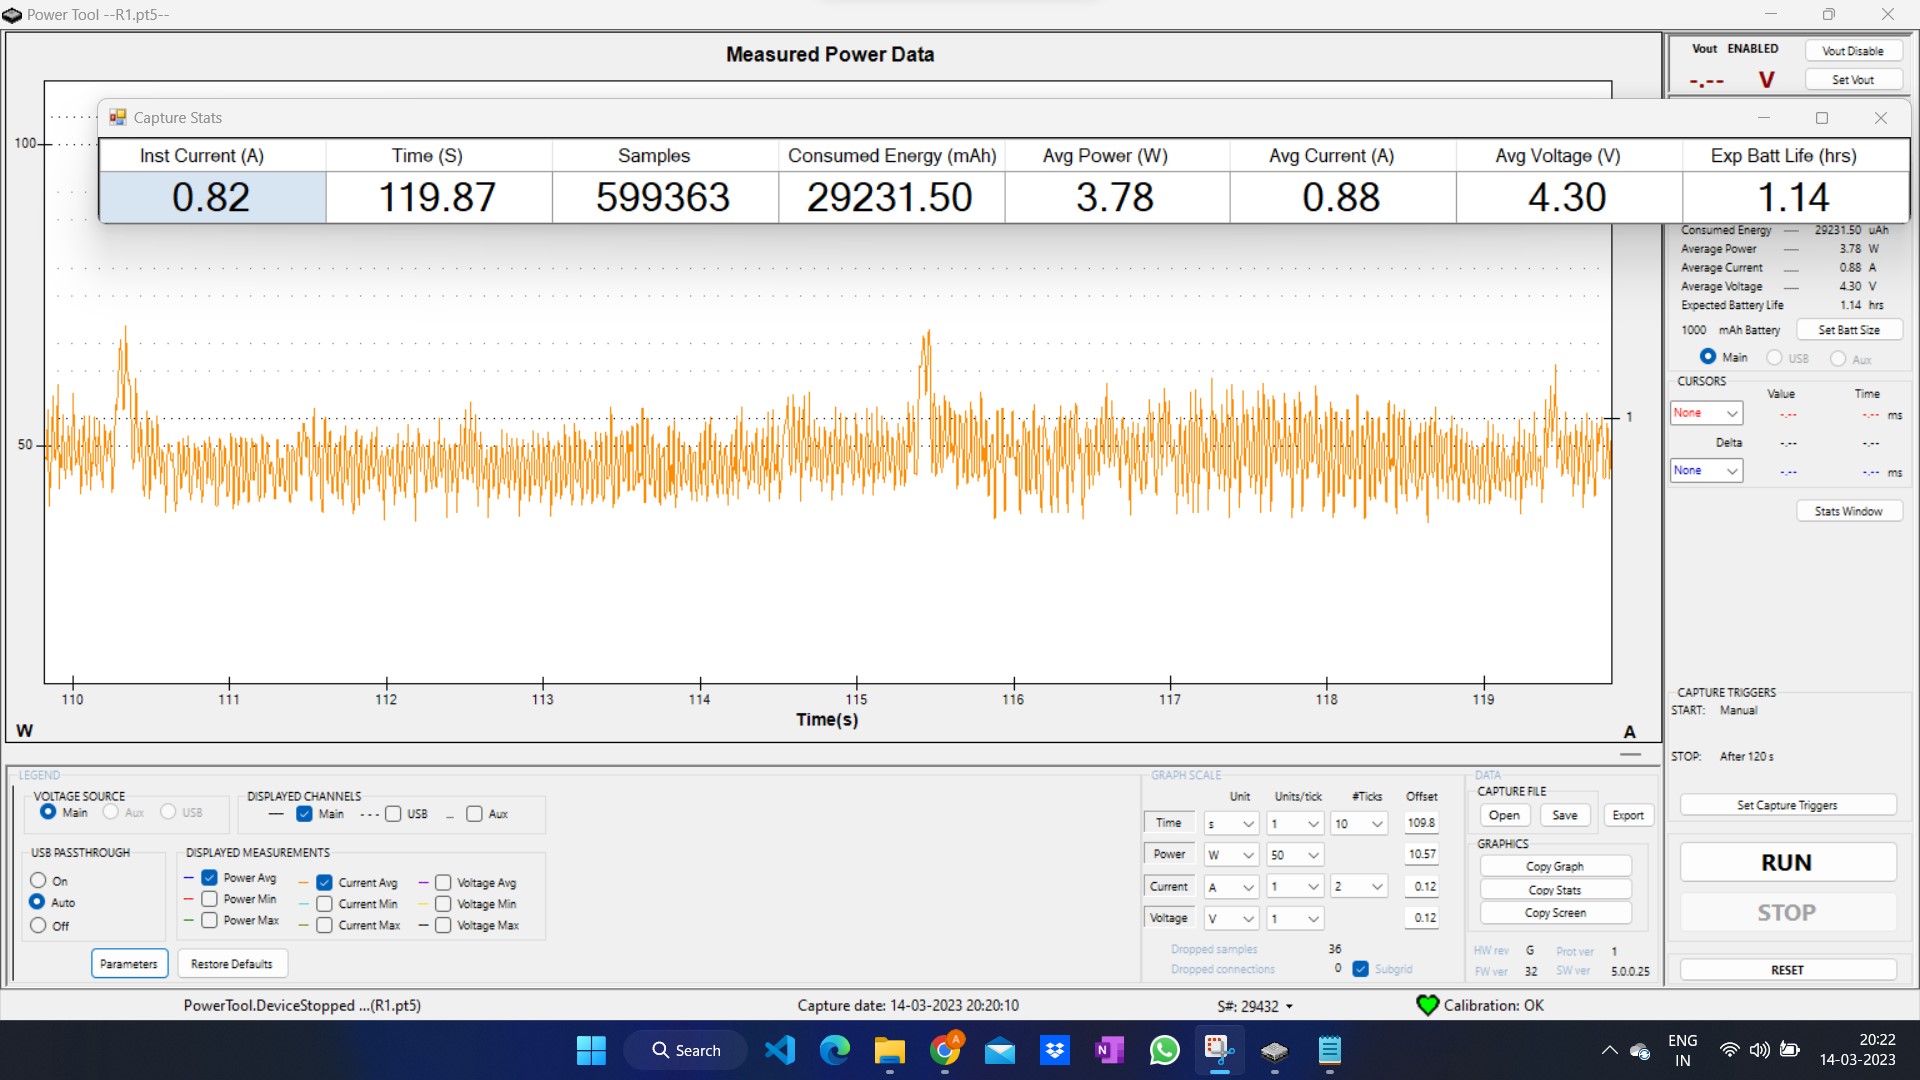 Power Tool --R1.pt5--
Measured Power Data
Vout ENABLED
Vout Disable
-.-- V
Set Vout
Capture Stats
Inst Current (A) Time (S) Samples Consumed Energy (mAh) Avg Power (W) Avg Current (A) Avg Voltage (V) Exp Batt Life (hrs)
0.82 119.87 599363 29231.50 3.78 0.88 4.30 1.14
Consumed Energy 29231.50 uAh
Average Power 3.78 W
Average Current 0.88 A
Average Voltage 4.30 V
Expected Battery Life 1.14 hrs
1000 mAh Battery Set Batt Size
Main USB Aux
CURSORS
Value Time
None -.-- -.-- ms
Delta -.-- -.--
None -.-- -.-- ms
Stats Window
100
50
1
110 111 112 113 114 115 116 117 118 119
Time(s)
W
A
CAPTURE TRIGGERS
START: Manual
STOP: After 120 s
Set Capture Triggers
RUN
STOP
RESET
LEGEND
VOLTAGE SOURCE
Main Aux USB
DISPLAYED CHANNELS
Main USB Aux
USB PASSTHROUGH
On
Auto
Off
DISPLAYED MEASUREMENTS
Power Avg Current Avg Voltage Avg
Power Min Current Min Voltage Min
Power Max Current Max Voltage Max
Parameters Restore Defaults
GRAPH SCALE
Unit Units/tick #Ticks Offset
Time s 1 10 109.8
Power W 50 10.57
Current A 1 2 0.12
Voltage V 1 0.12
Dropped samples 36
Dropped connections 0 Subgrid
DATA
CAPTURE FILE
Open Save Export
GRAPHICS
Copy Graph
Copy Stats
Copy Screen
HW rev G Prot ver 1
FW ver 32 SW ver 5.0.0.25
PowerTool.DeviceStopped ...(R1.pt5) Capture date: 14-03-2023 20:20:10 S#: 29432 Calibration: OK
Search
A
N
ENG
IN
20:22
14-03-2023